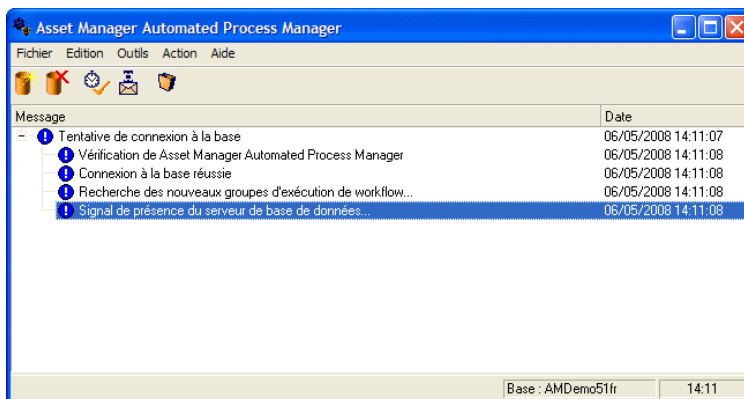 Asset Manager Automated Process Manager
Fichier Edition Outils Action Aide
Message Date
Tentative de connexion à la base 06/05/2008 14:11:07
Vérification de Asset Manager Automated Process Manager 06/05/2008 14:11:08
Connexion à la base réussie 06/05/2008 14:11:08
Recherche des nouveaux groupes d'exécution de workflow... 06/05/2008 14:11:08
Signal de présence du serveur de base de données... 06/05/2008 14:11:08
Base : AMDemo51fr 14:11